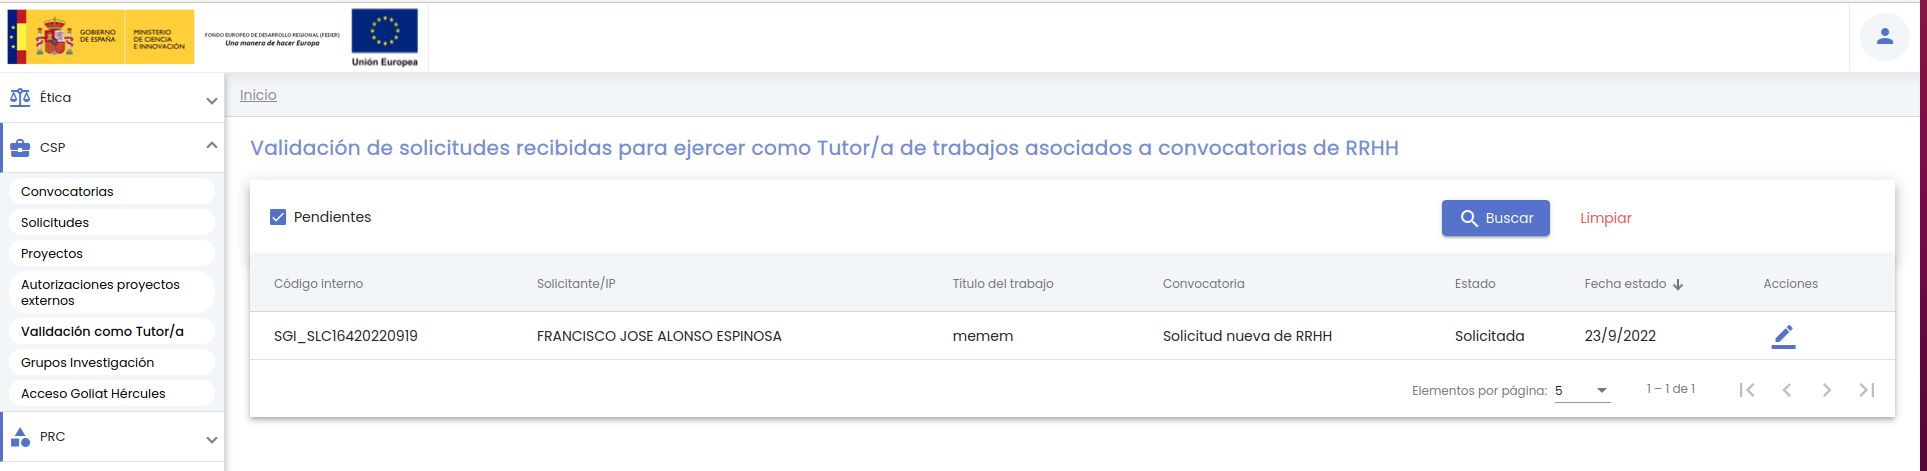 GOBIERNO
DE ESPAÑA
MINISTERIO
DE CIENCIA
E INNOVACIÓN
FONDO EUROPEO DE DESARROLLO REGIONAL (FEDER)
Una manera de hacer Europa
Unión Europea
Ética
CSP
Convocatorias
Solicitudes
Proyectos
Autorizaciones proyectos
externos
Validación como Tutor/a
Grupos Investigación
Acceso Goliat Hércules
PRC
Inicio
Validación de solicitudes recibidas para ejercer como Tutor/a de trabajos asociados a convocatorias de RRHH
Pendientes
Buscar
Limpiar
Código interno Solicitante/IP Título del trabajo Convocatoria Estado Fecha estado Acciones
SGI_SLC16420220919 FRANCISCO JOSE ALONSO ESPINOSA memem Solicitud nueva de RRHH Solicitada 23/9/2022
Elementos por página: 5 1 – 1 de 1